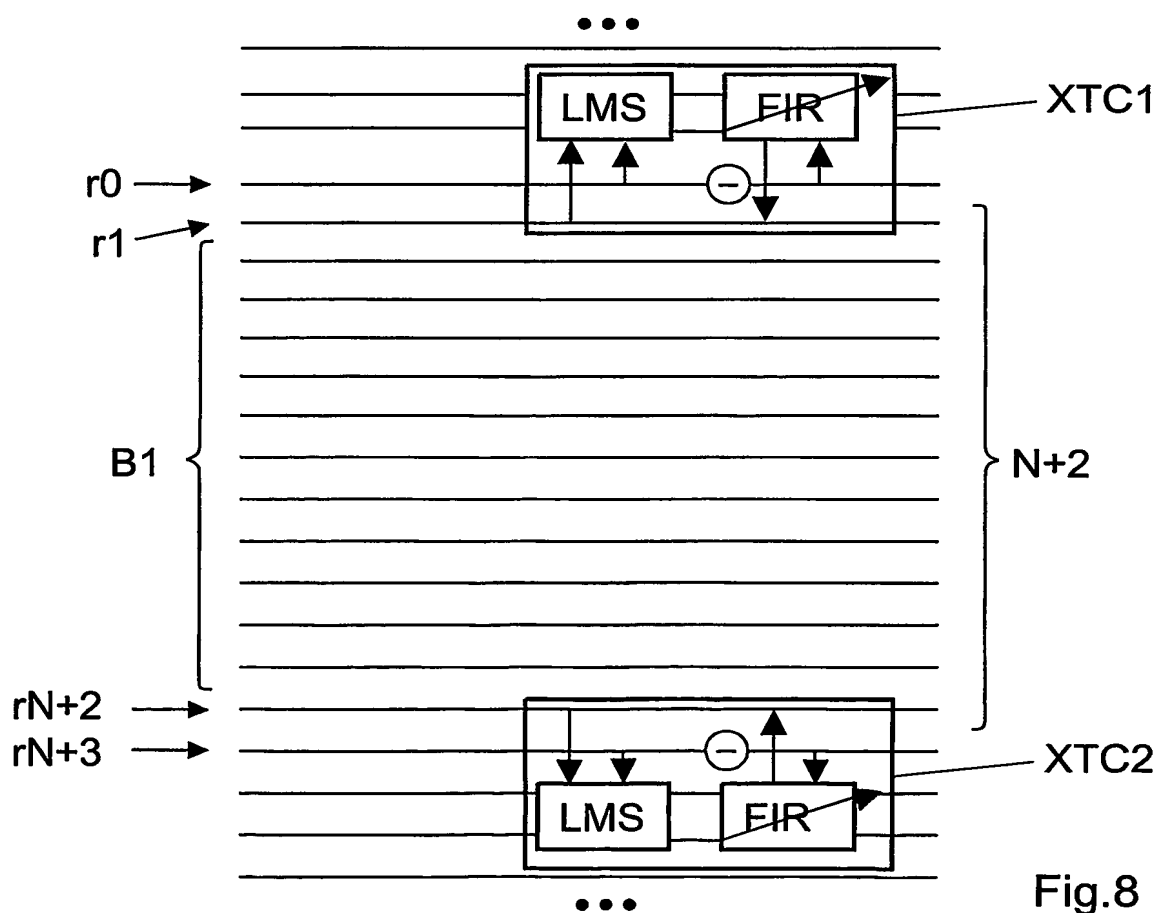 •••
LMS FIR XTC1
r0
r1
B1 N+2
rN+2
rN+3
XTC2
LMS FIR
Fig.8
•••